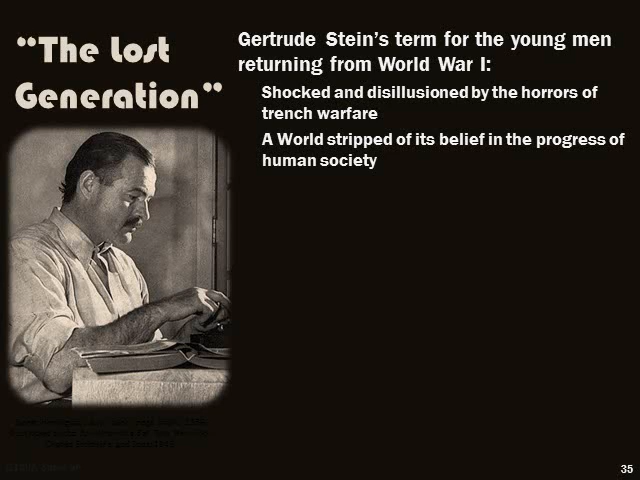 “The Lost
Generation”
Gertrude Stein’s term for the young men
returning from World War I:
Shocked and disillusioned by the horrors of
trench warfare
A World stripped of its belief in the progress of
human society
35